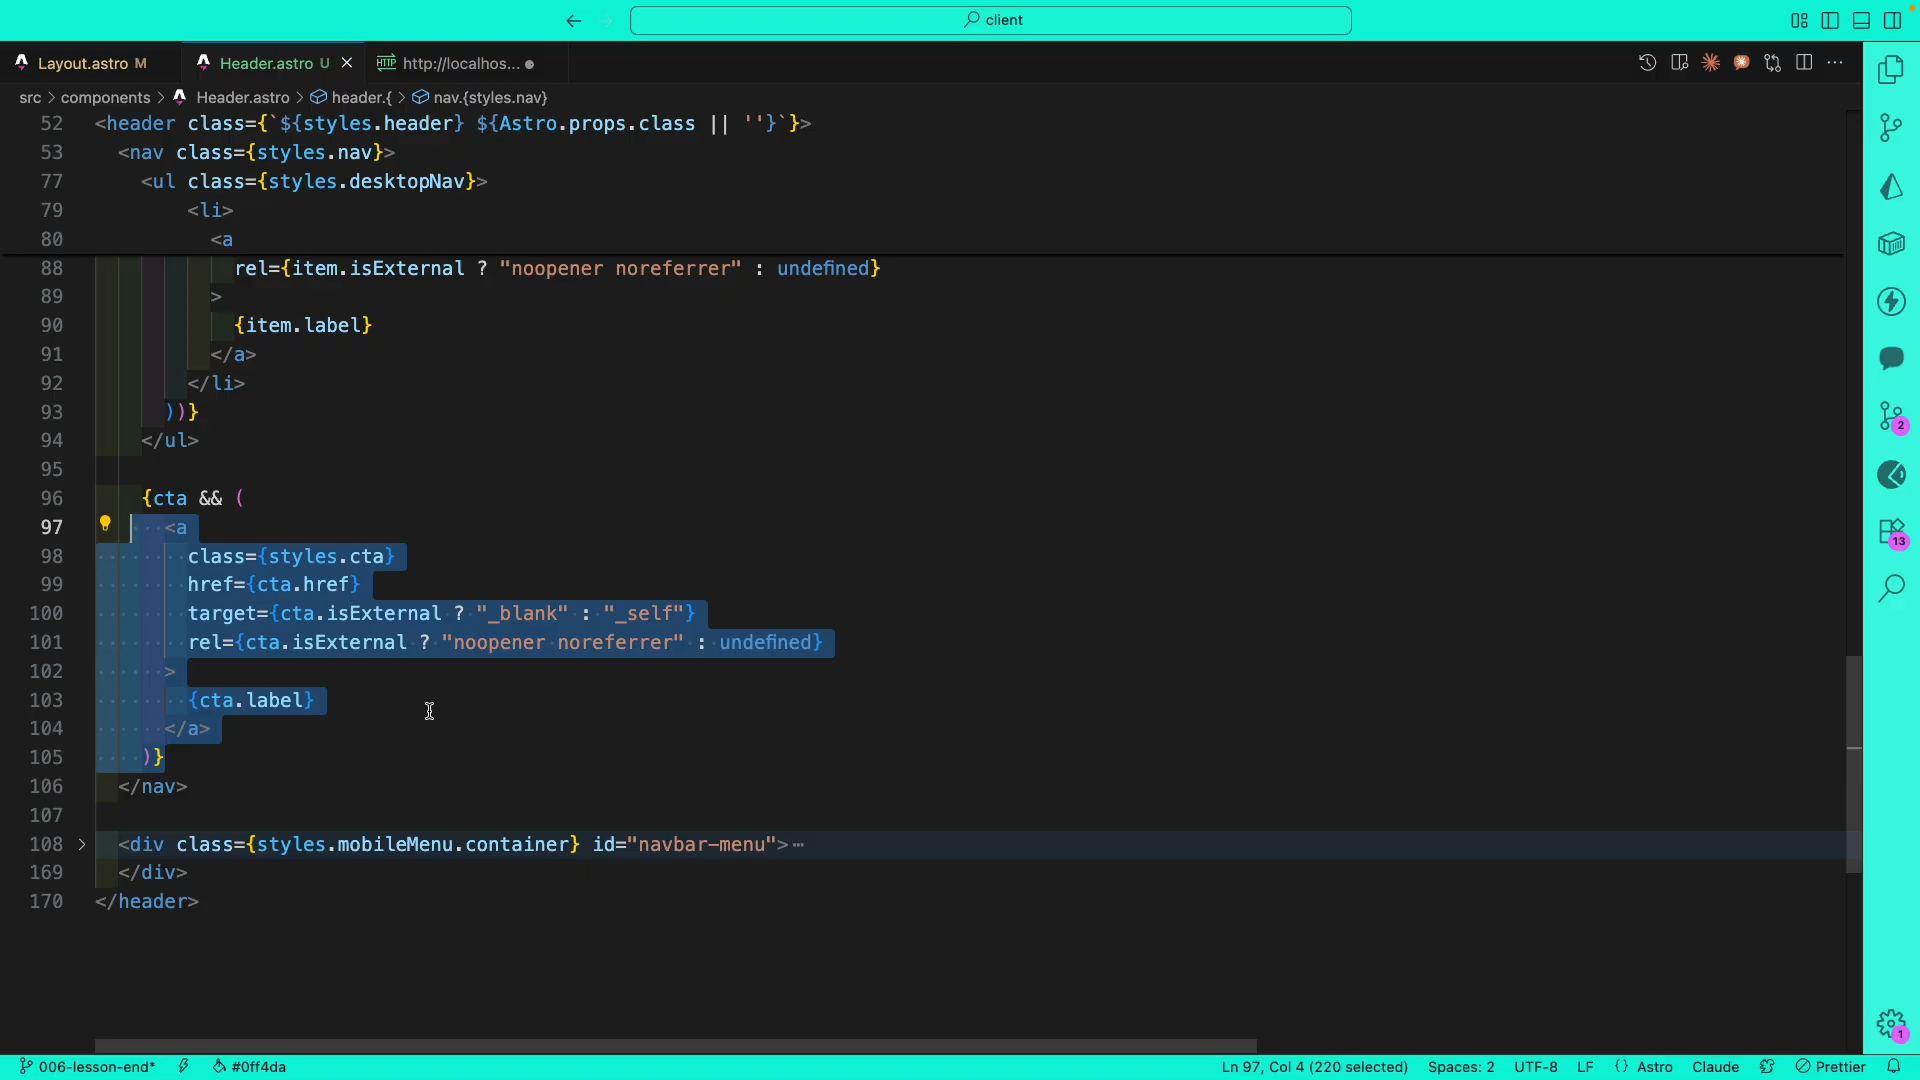 client
Layout.astro M
Header.astro U
HTTP http://localhos...
src > components > Header.astro > header.{ > nav.{styles.nav}
52 <header class={`${styles.header} ${Astro.props.class || ''}`}>
53 <nav class={styles.nav}>
77 <ul class={styles.desktopNav}>
79 <li>
80 <a
88 rel={item.isExternal ? "noopener noreferrer" : undefined}
89 >
90 {item.label}
91 </a>
92 </li>
93 ))}
94 </ul>
95
96 {cta && (
97 <a
98 class={styles.cta}
99 href={cta.href}
100 target={cta.isExternal ? "_blank" : "_self"}
101 rel={cta.isExternal ? "noopener noreferrer" : undefined}
102 >
103 {cta.label}
104 </a>
105 )}
106 </nav>
107
108 <div class={styles.mobileMenu.container} id="navbar-menu">⋯
169 </div>
170 </header>
2
13
1
006-lesson-end* #0ff4da Ln 97, Col 4 (220 selected) Spaces: 2 UTF-8 LF {} Astro Claude Prettier